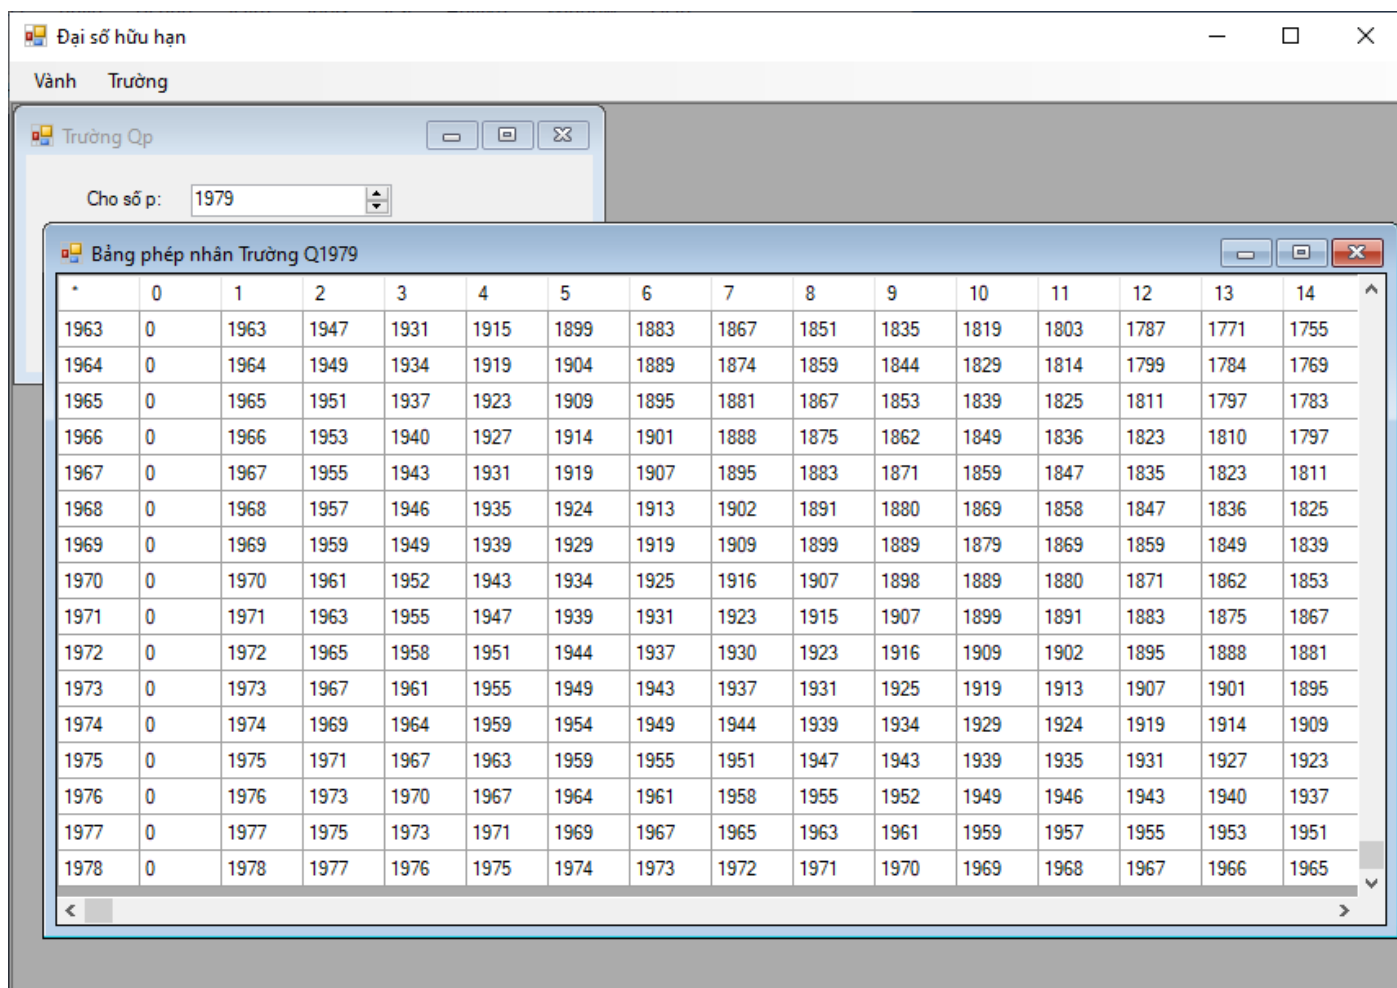 Đại số hữu hạn
Vành Trường
Trường Qp
Cho số p: 1979
Bảng phép nhân Trường Q1979
* 0 1 2 3 4 5 6 7 8 9 10 11 12 13 14
1963 0 1963 1947 1931 1915 1899 1883 1867 1851 1835 1819 1803 1787 1771 1755
1964 0 1964 1949 1934 1919 1904 1889 1874 1859 1844 1829 1814 1799 1784 1769
1965 0 1965 1951 1937 1923 1909 1895 1881 1867 1853 1839 1825 1811 1797 1783
1966 0 1966 1953 1940 1927 1914 1901 1888 1875 1862 1849 1836 1823 1810 1797
1967 0 1967 1955 1943 1931 1919 1907 1895 1883 1871 1859 1847 1835 1823 1811
1968 0 1968 1957 1946 1935 1924 1913 1902 1891 1880 1869 1858 1847 1836 1825
1969 0 1969 1959 1949 1939 1929 1919 1909 1899 1889 1879 1869 1859 1849 1839
1970 0 1970 1961 1952 1943 1934 1925 1916 1907 1898 1889 1880 1871 1862 1853
1971 0 1971 1963 1955 1947 1939 1931 1923 1915 1907 1899 1891 1883 1875 1867
1972 0 1972 1965 1958 1951 1944 1937 1930 1923 1916 1909 1902 1895 1888 1881
1973 0 1973 1967 1961 1955 1949 1943 1937 1931 1925 1919 1913 1907 1901 1895
1974 0 1974 1969 1964 1959 1954 1949 1944 1939 1934 1929 1924 1919 1914 1909
1975 0 1975 1971 1967 1963 1959 1955 1951 1947 1943 1939 1935 1931 1927 1923
1976 0 1976 1973 1970 1967 1964 1961 1958 1955 1952 1949 1946 1943 1940 1937
1977 0 1977 1975 1973 1971 1969 1967 1965 1963 1961 1959 1957 1955 1953 1951
1978 0 1978 1977 1976 1975 1974 1973 1972 1971 1970 1969 1968 1967 1966 1965